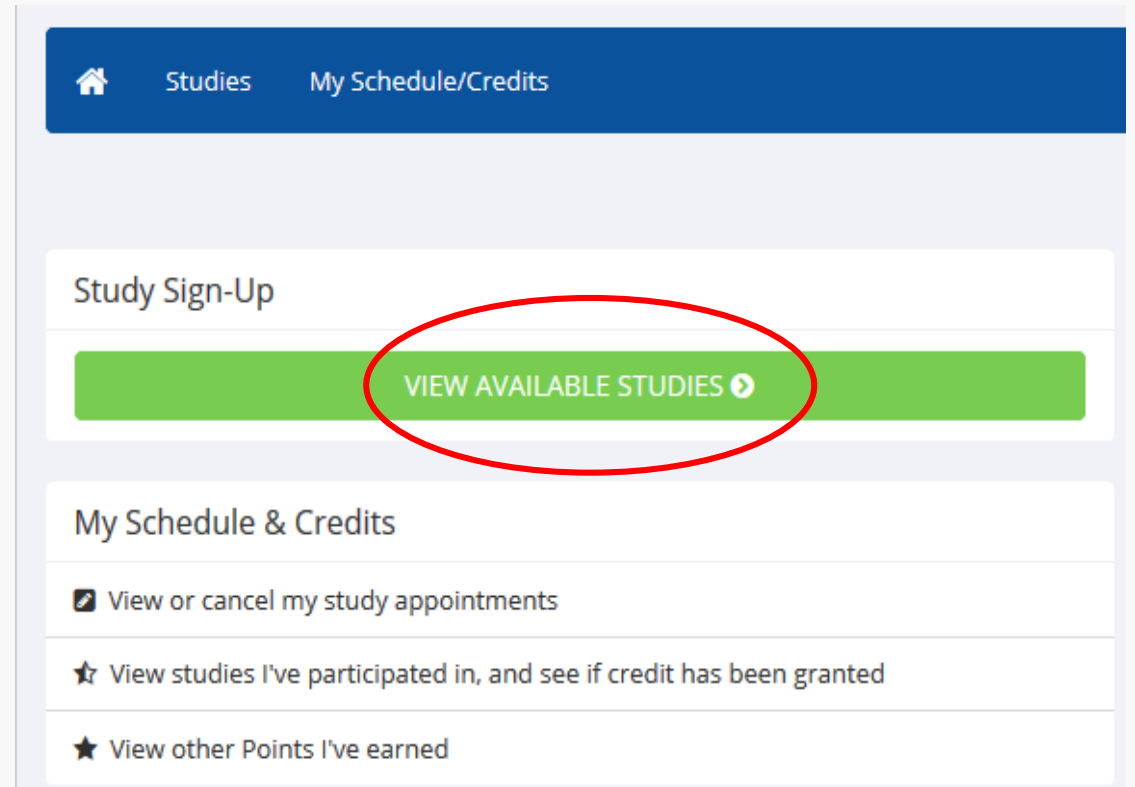 Studies My Schedule/Credits
Study Sign-Up
VIEW AVAILABLE STUDIES
My Schedule & Credits
View or cancel my study appointments
View studies I've participated in, and see if credit has been granted
View other Points I've earned